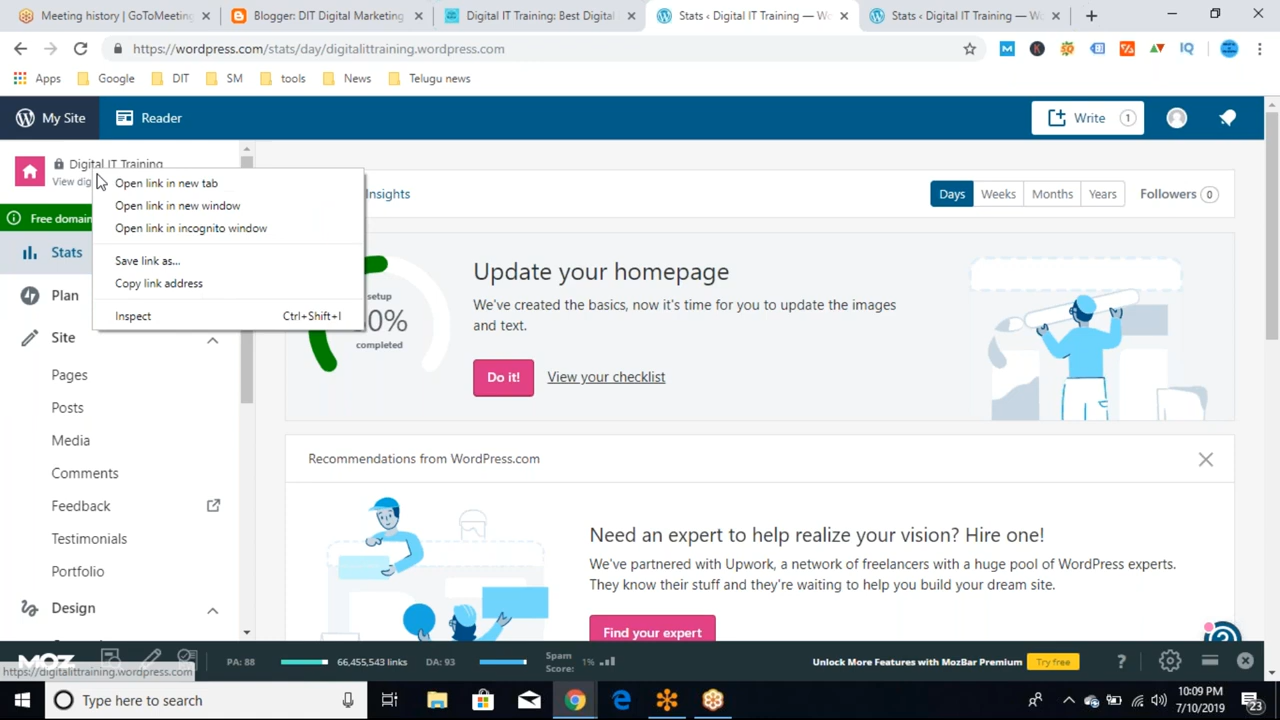 Meeting history | GoToMeeting
Blogger: DIT Digital Marketing
Digital IT Training: Best Digital
Stats ‹ Digital IT Training — Wo
Stats ‹ Digital IT Training — Wo
https://wordpress.com/stats/day/digitalittraining.wordpress.com
Apps Google DIT SM tools News Telugu news
My Site Reader Write 1
Digital IT Training
View dig
Open link in new tab
Open link in new window
Open link in incognito window
Save link as...
Copy link address
Inspect Ctrl+Shift+I
Insights Days Weeks Months Years Followers 0
Free domain
Stats
Plan
Site
Pages
Posts
Media
Comments
Feedback
Testimonials
Portfolio
Design
setup
0%
completed
Update your homepage
We've created the basics, now it's time for you to update the images
and text.
Do it! View your checklist
Recommendations from WordPress.com
Need an expert to help realize your vision? Hire one!
We've partnered with Upwork, a network of freelancers with a huge pool of WordPress experts.
They know their stuff and they're waiting to help you build your dream site.
Find your expert
MOZ PA: 88 66,455,543 links DA: 93 Spam Score: 1% Unlock More Features with MozBar Premium Try free ?
https://digitalittraining.wordpress.com
Type here to search
10:09 PM
7/10/2019
23